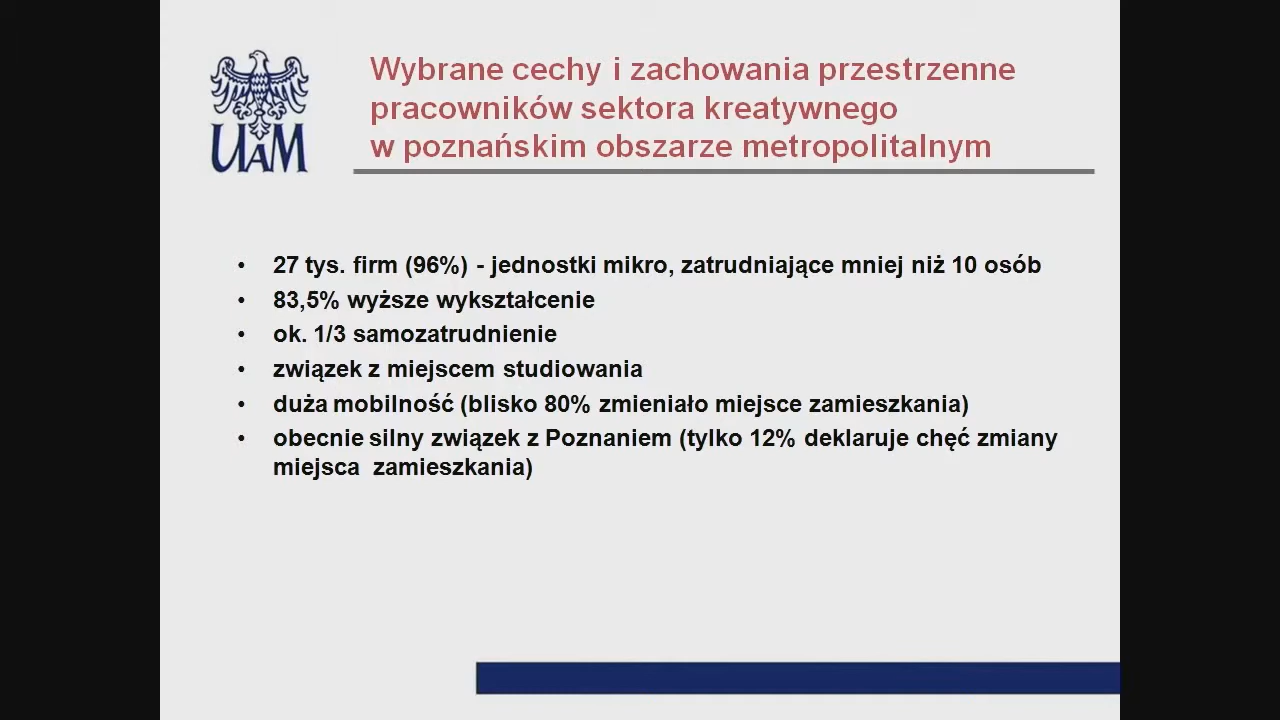 UAM
Wybrane cechy i zachowania przestrzenne
pracowników sektora kreatywnego
w poznańskim obszarze metropolitalnym
• 27 tys. firm (96%) - jednostki mikro, zatrudniające mniej niż 10 osób
• 83,5% wyższe wykształcenie
• ok. 1/3 samozatrudnienie
• związek z miejscem studiowania
• duża mobilność (blisko 80% zmieniało miejsce zamieszkania)
• obecnie silny związek z Poznaniem (tylko 12% deklaruje chęć zmiany
miejsca zamieszkania)